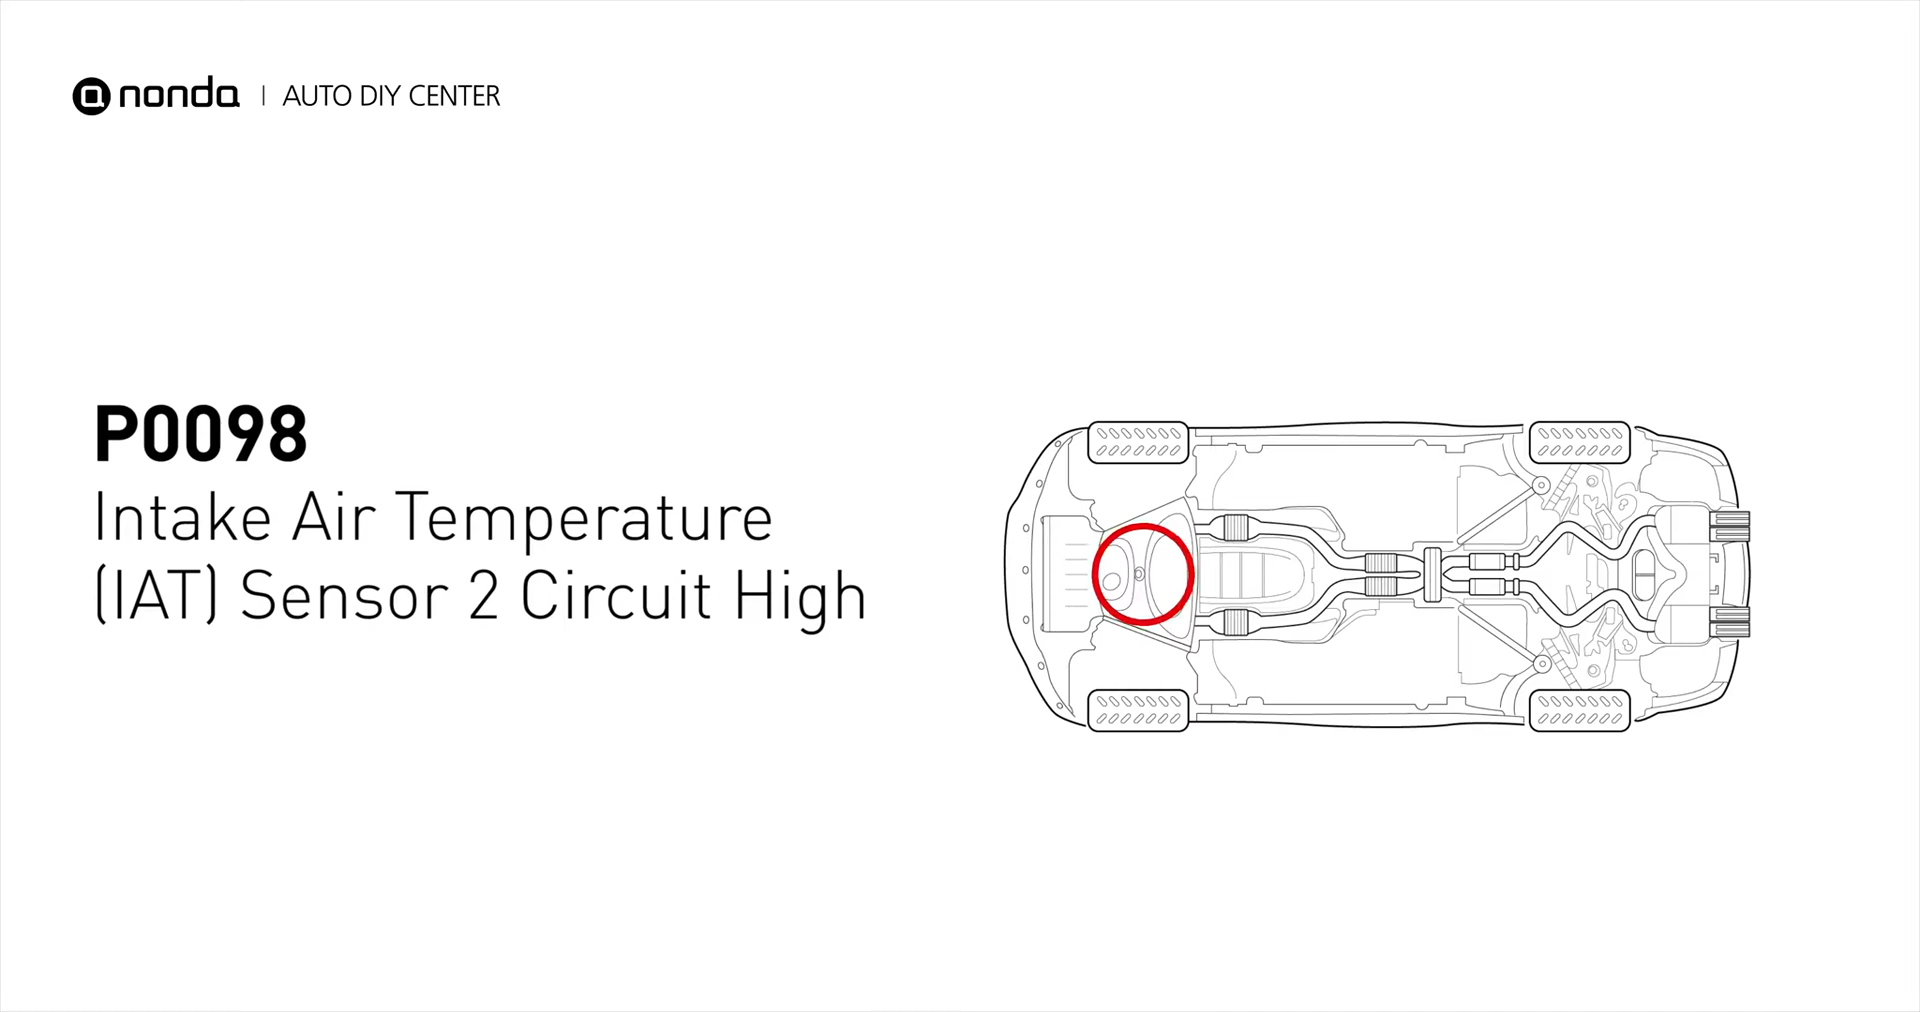 nonda | AUTO DIY CENTER
P0098
Intake Air Temperature
(IAT) Sensor 2 Circuit High